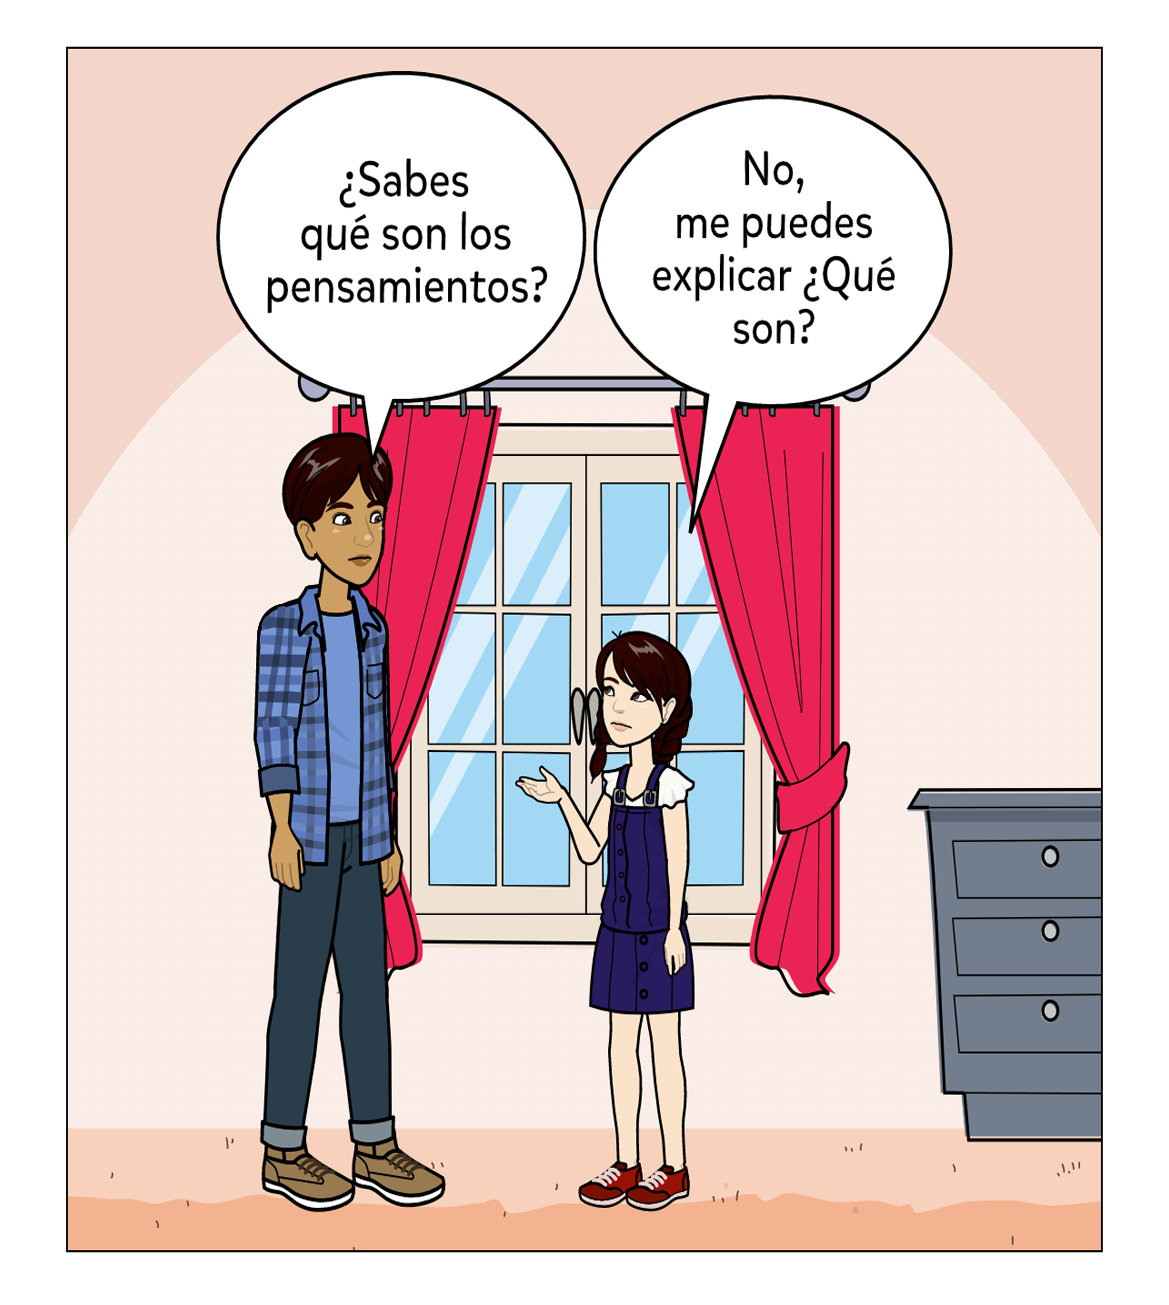 ¿Sabes
qué son los
pensamientos?
No,
me puedes
explicar ¿Qué
son?